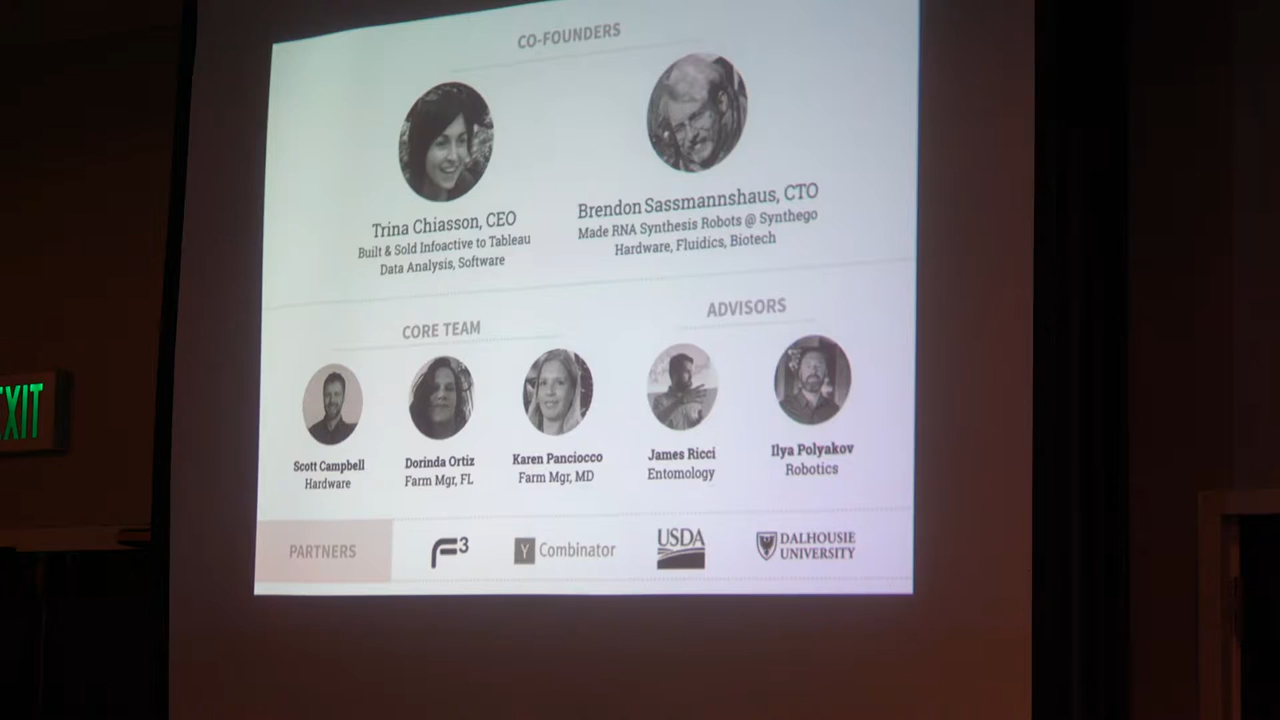 CO-FOUNDERS
Trina Chiasson, CEO
Built & Sold Infoactive to Tableau
Data Analysis, Software
Brendon Sassmannshaus, CTO
Made RNA Synthesis Robots @ Synthego
Hardware, Fluidics, Biotech
CORE TEAM
Scott Campbell
Hardware
Dorinda Ortiz
Farm Mgr, FL
Karen Panciocco
Farm Mgr, MD
ADVISORS
James Ricci
Entomology
Ilya Polyakov
Robotics
PARTNERS
F3
Y Combinator
USDA
DALHOUSIE
UNIVERSITY
EXIT